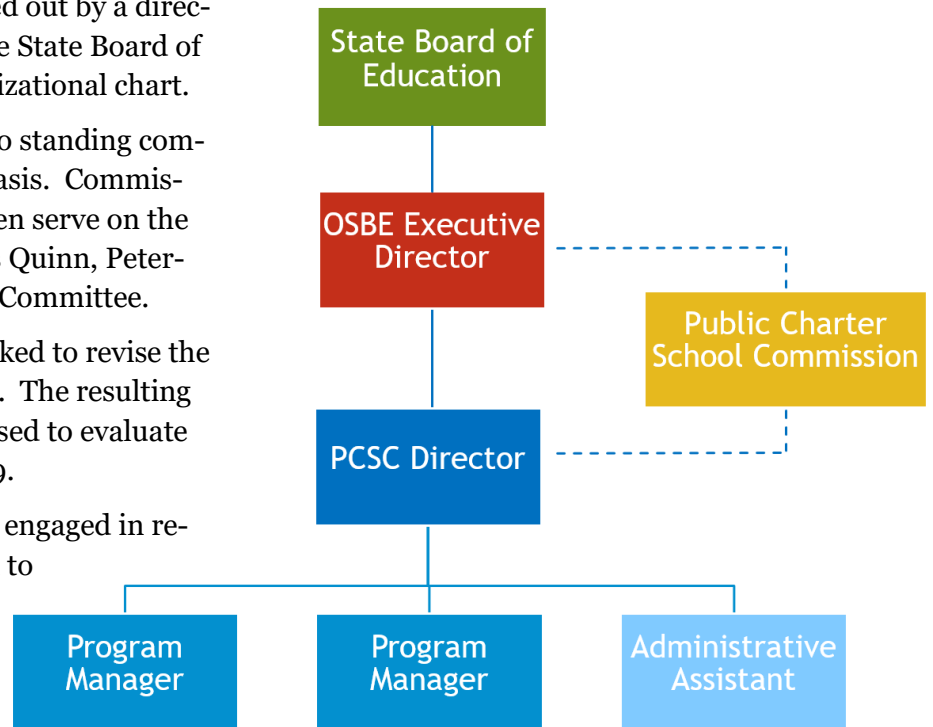 ed out by a direc-
e State Board of
izational chart.
o standing com-
asis. Commis-
en serve on the
Quinn, Peter-
Committee.
ked to revise the
. The resulting
sed to evaluate
9.
engaged in re-
to
State Board of
Education
OSBE Executive
Director
Public Charter
School Commission
PCSC Director
Program
Manager
Program
Manager
Administrative
Assistant